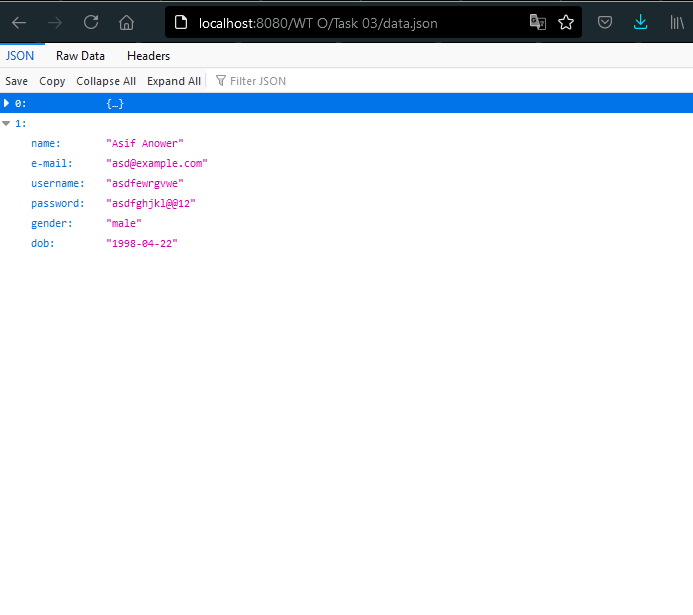 localhost:8080/WT O/Task 03/data.json
JSON Raw Data Headers
Save Copy Collapse All Expand All Filter JSON
0: {…}
1:
name: "Asif Anower"
e-mail: "asd@example.com"
username: "asdfewrgvwe"
password: "asdfghjkl@@12"
gender: "male"
dob: "1998-04-22"